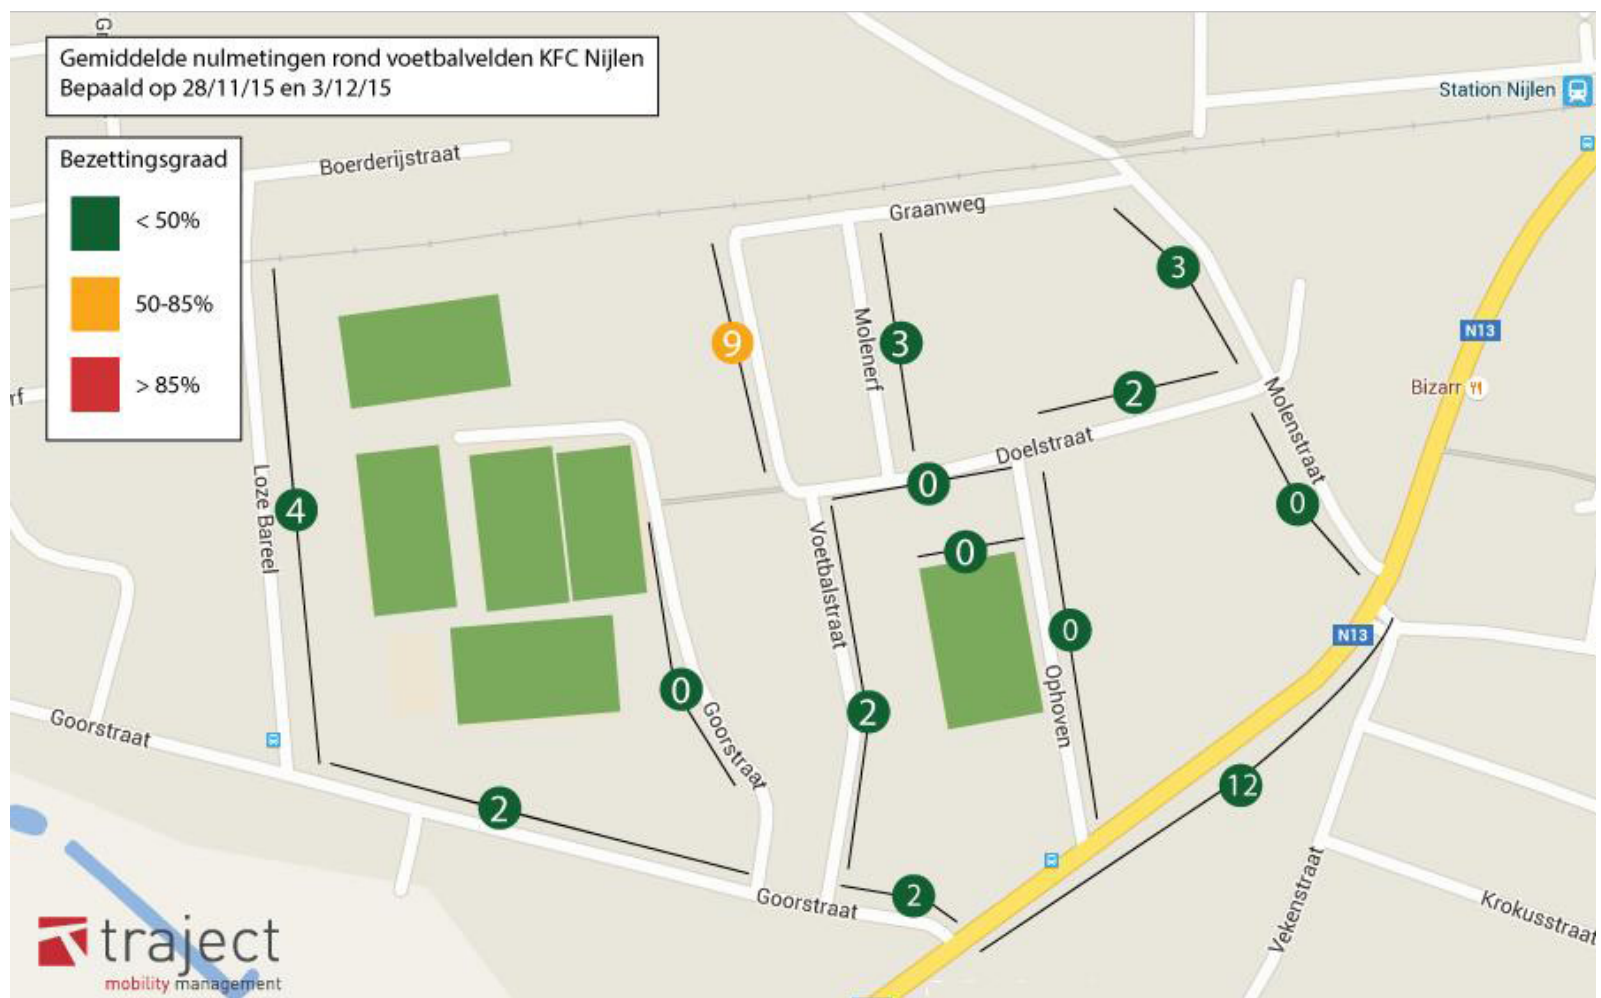 Gr
Gemiddelde nulmetingen rond voetbalvelden KFC Nijlen
Bepaald op 28/11/15 en 3/12/15
Station Nijlen
Bezettingsgraad
< 50%
50-85%
> 85%
Boerderijstraat
Graanweg
3
N13
9
Molenerf
3
Bizarr
2
rf
Molenstraat
Doelstraat
Loze Bareel
4
0
0
Voetbalstraat
0
0
N13
Ophoven
0
2
Goorstraat
Goorstraat
12
2
2
Goorstraat
Vekenstraat
Krokusstraat
traject
mobility management